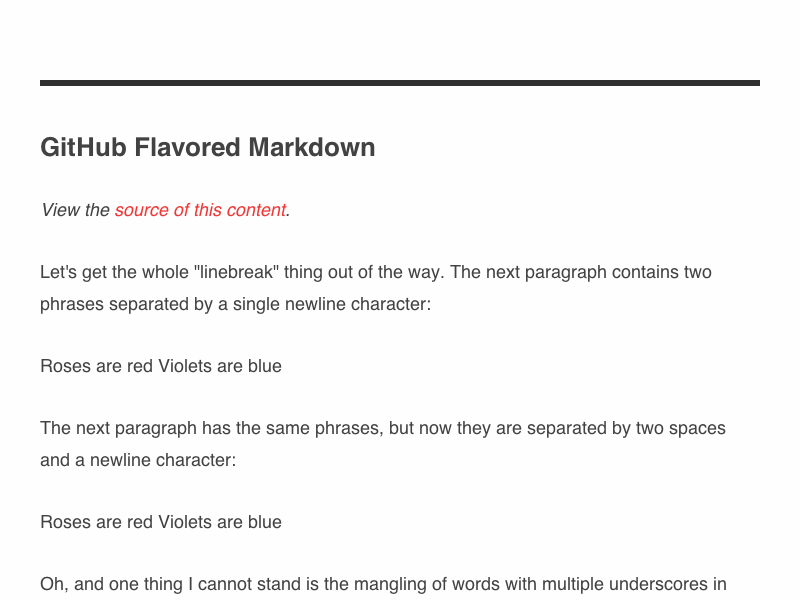 GitHub Flavored Markdown
View the source of this content.
Let's get the whole "linebreak" thing out of the way. The next paragraph contains two
phrases separated by a single newline character:
Roses are red Violets are blue
The next paragraph has the same phrases, but now they are separated by two spaces
and a newline character:
Roses are red Violets are blue
Oh, and one thing I cannot stand is the mangling of words with multiple underscores in